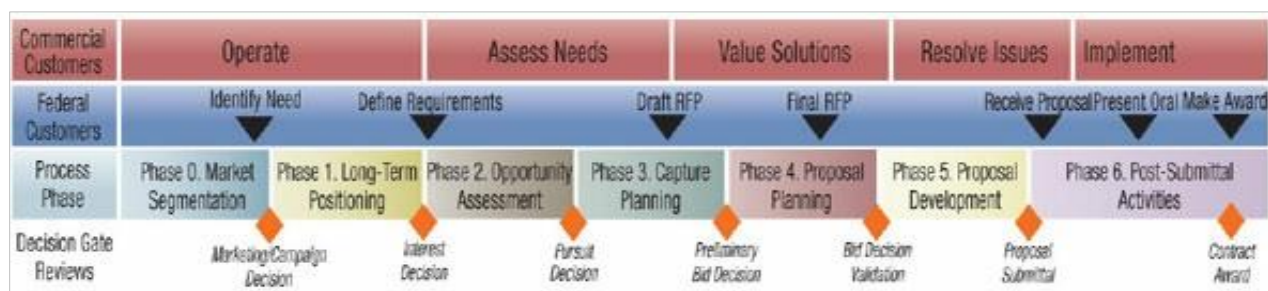 Commercial
Customers
Operate
Assess Needs
Value Solutions
Resolve Issues
Implement
Federal
Customers
Identify Need
Define Requirements
Draft RFP
Final RFP
Receive Proposal
Present Oral
Make Award
Process
Phase
Phase 0. Market
Segmentation
Phase 1. Long-Term
Positioning
Phase 2. Opportunity
Assessment
Phase 3. Capture
Planning
Phase 4. Proposal
Planning
Phase 5. Proposal
Development
Phase 6. Post-Submittal
Activities
Decision Gate
Reviews
Marketing/Campaign
Decision
Interest
Decision
Pursuit
Decision
Preliminary
Bid Decision
Bid Decision
Validation
Proposal
Submittal
Contract
Award